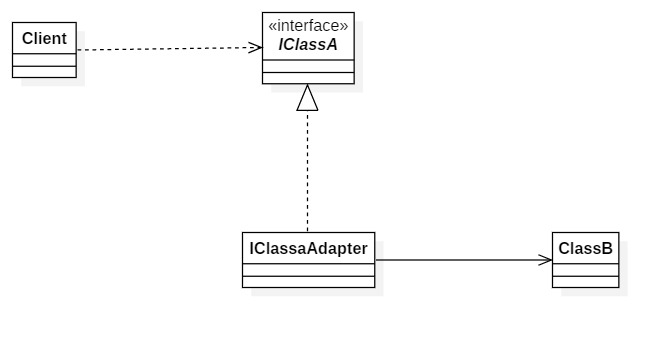 Client
«interface»
IClassA
IClassaAdapter
ClassB